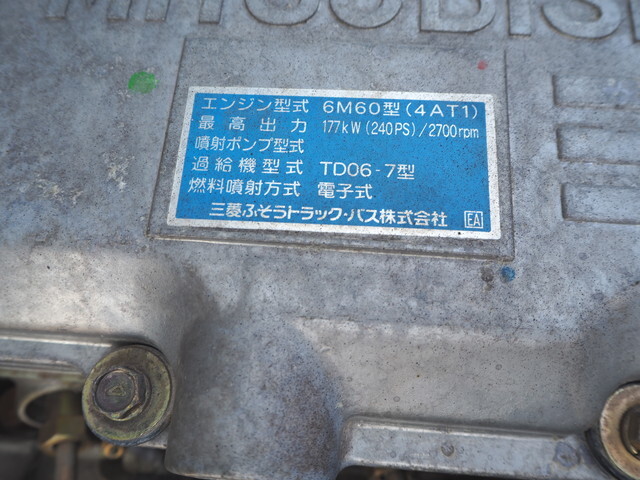 MITSUBISH
エンジン型式 6M60型(4AT1)
最高出力 177kW(240PS)/2700rpm
噴射ポンプ型式
過給機型式 TD06-7型
燃料噴射方式 電子式
三菱ふそうトラック・バス株式会社 EA